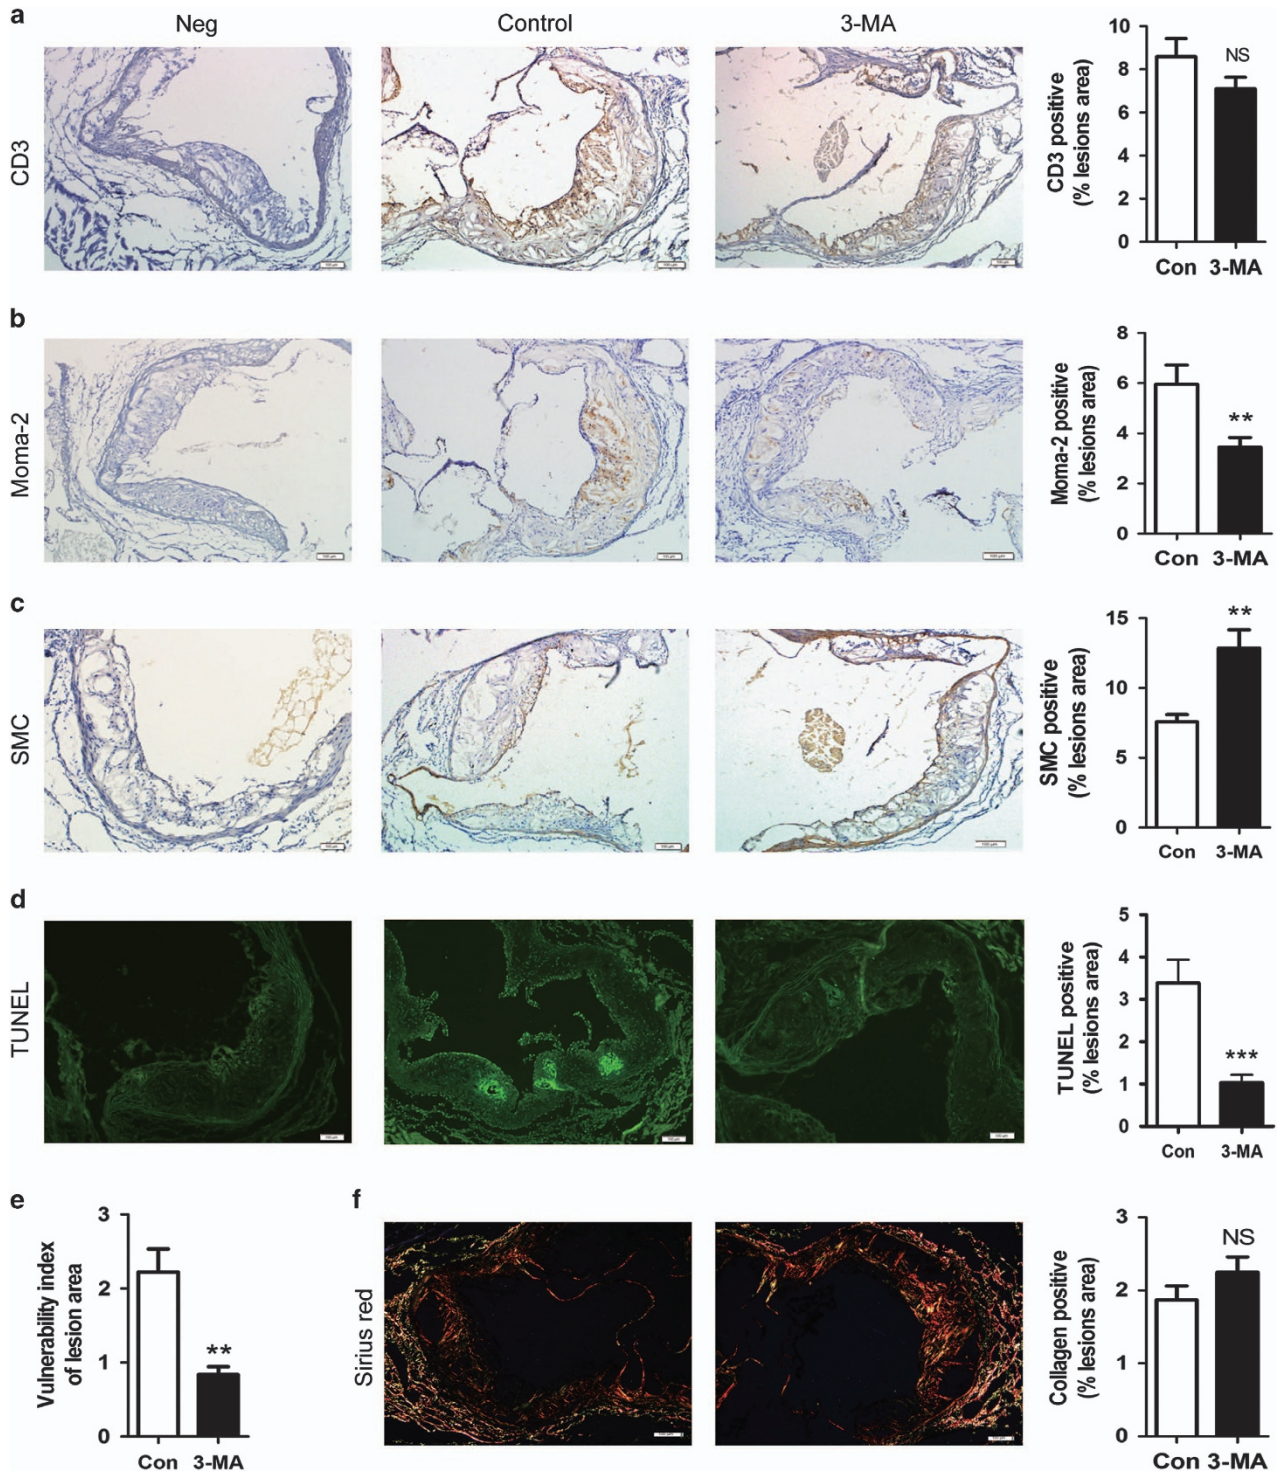 a
Neg
Control
3-MA
CD3
CD3 positive
(% lesions area)
10
8
6
4
2
0
NS
Con 3-MA
b
Moma-2
Moma-2 positive
(% lesions area)
8
6
4
2
0
**
Con 3-MA
c
SMC
SMC positive
(% lesions area)
15
10
5
0
**
Con 3-MA
d
TUNEL
TUNEL positive
(% lesions area)
5
4
3
2
1
0
***
Con 3-MA
e
Vulnerability index
of lesion area
3
2
1
0
**
Con 3-MA
f
Sirius red
Collagen positive
(% lesions area)
3
2
1
0
NS
Con 3-MA